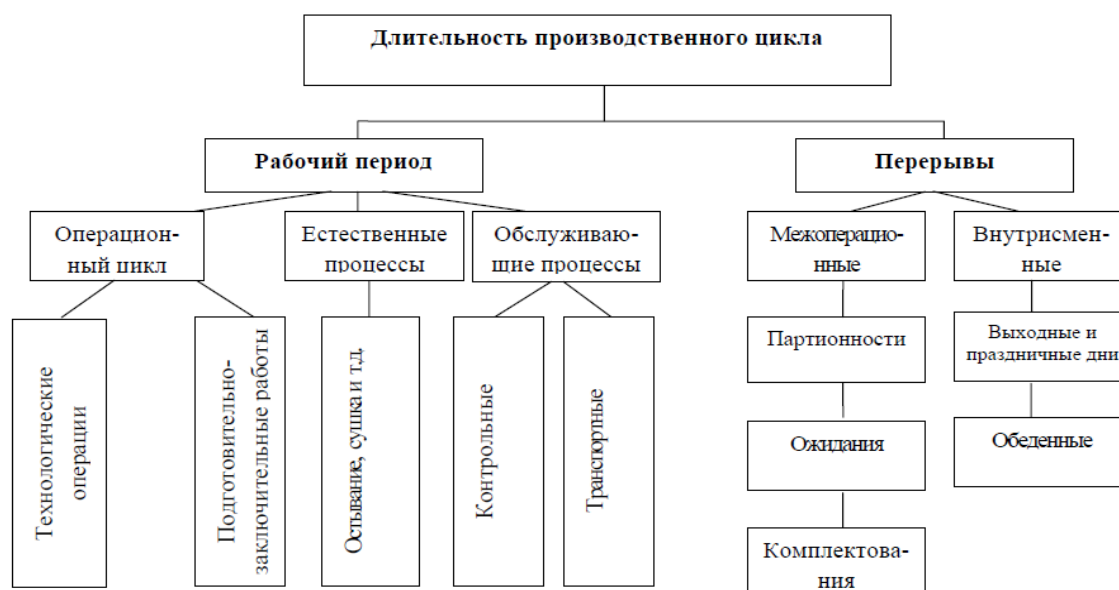 Длительность производственного цикла
Рабочий период
Перерывы
Операцион-
ный цикл
Естественные
процессы
Обслуживаю-
щие процессы
Межоперацио-
нные
Внутрисмен-
ные
Технологические
операции
Подготовительно-
заключительные работы
Остывание, сушка и т.д.
Контрольные
Транспортные
Партионности
Выходные и
праздничные дни
Ожидания
Обеденные
Комплектова-
ния